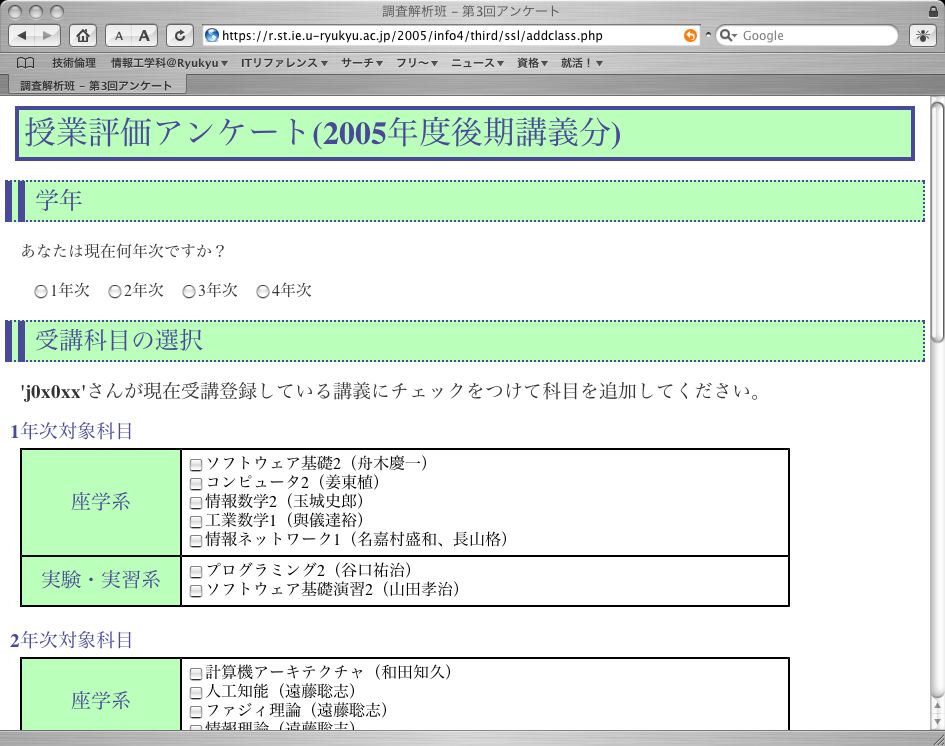 調査解析班 – 第3回アンケート
A A https://r.st.ie.u-ryukyu.ac.jp/2005/info4/third/ssl/addclass.php Google
技術倫理 情報工学科@Ryukyu▼ ITリファレンス▼ サーチ▼ フリ〜▼ ニュース▼ 資格▼ 就活！▼
調査解析班 – 第3回アンケート
授業評価アンケート(2005年度後期講義分)
学年
あなたは現在何年次ですか？
1年次 2年次 3年次 4年次
受講科目の選択
'j0x0xx'さんが現在受講登録している講義にチェックをつけて科目を追加してください。
1年次対象科目
座学系
ソフトウェア基礎2（舟木慶一）
コンピュータ2（姜東植）
情報数学2（玉城史郎）
工業数学1（與儀達裕）
情報ネットワーク1（名嘉村盛和、長山格）
実験・実習系
プログラミング2（谷口祐治）
ソフトウェア基礎演習2（山田孝治）
2年次対象科目
座学系
計算機アーキテクチャ（和田知久）
人工知能（遠藤聡志）
ファジィ理論（遠藤聡志）
情報理論（遠藤聡志）